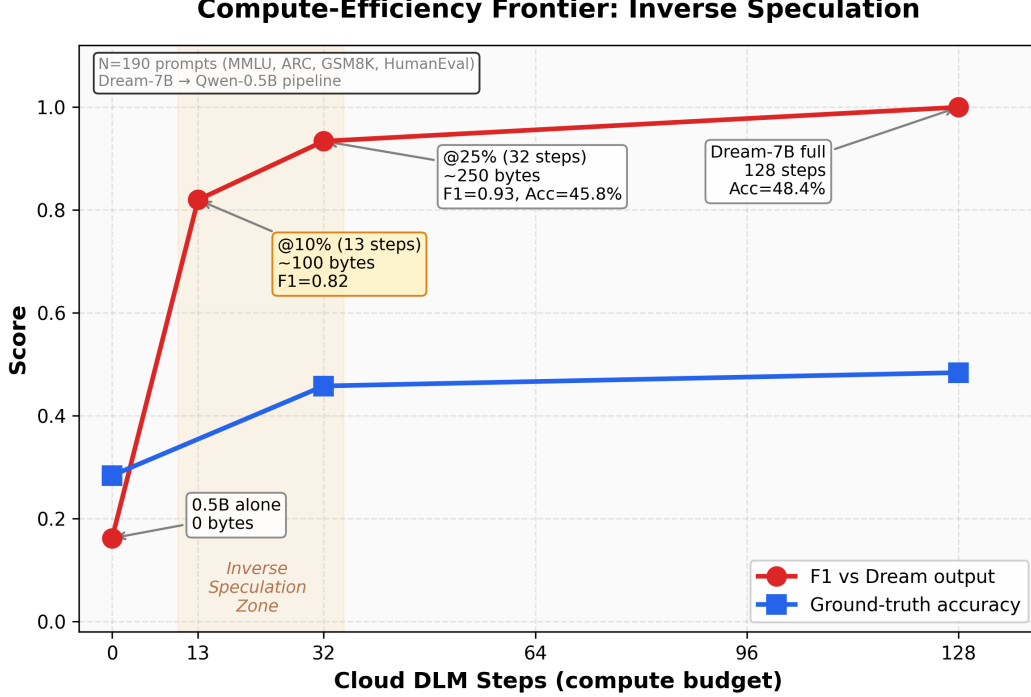 Compute-Efficiency Frontier: Inverse Speculation
N=190 prompts (MMLU, ARC, GSM8K, HumanEval)
Dream-7B → Qwen-0.5B pipeline
1.0
0.8
0.6
0.4
0.2
0.0
Score
@25% (32 steps)
~250 bytes
F1=0.93, Acc=45.8%
Dream-7B full
128 steps
Acc=48.4%
@10% (13 steps)
~100 bytes
F1=0.82
0.5B alone
0 bytes
Inverse
Speculation
Zone
F1 vs Dream output
Ground-truth accuracy
0 13 32 64 96 128
Cloud DLM Steps (compute budget)